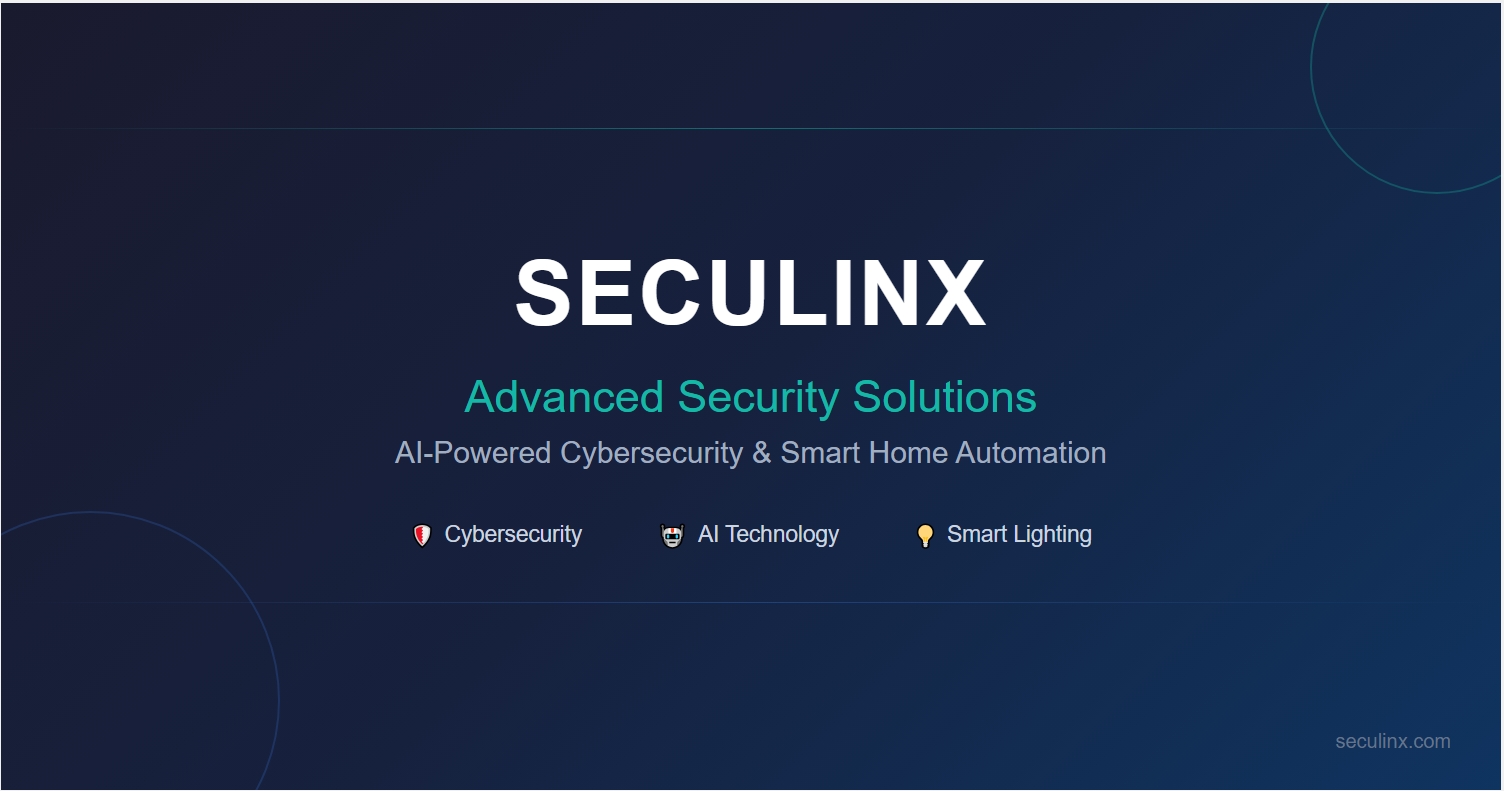 SECULINX
Advanced Security Solutions
AI-Powered Cybersecurity & Smart Home Automation
Cybersecurity AI Technology Smart Lighting
seculinx.com